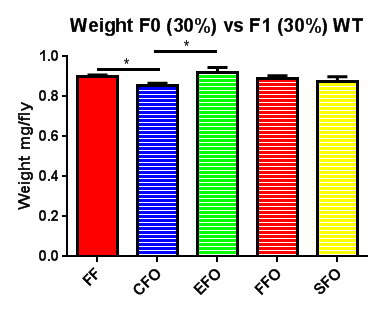 Weight F0 (30%) vs F1 (30%) WT
*
*
Weight mg/fly
1.0
0.8
0.6
0.4
0.2
0.0
FF
CFO
EFO
FFO
SFO